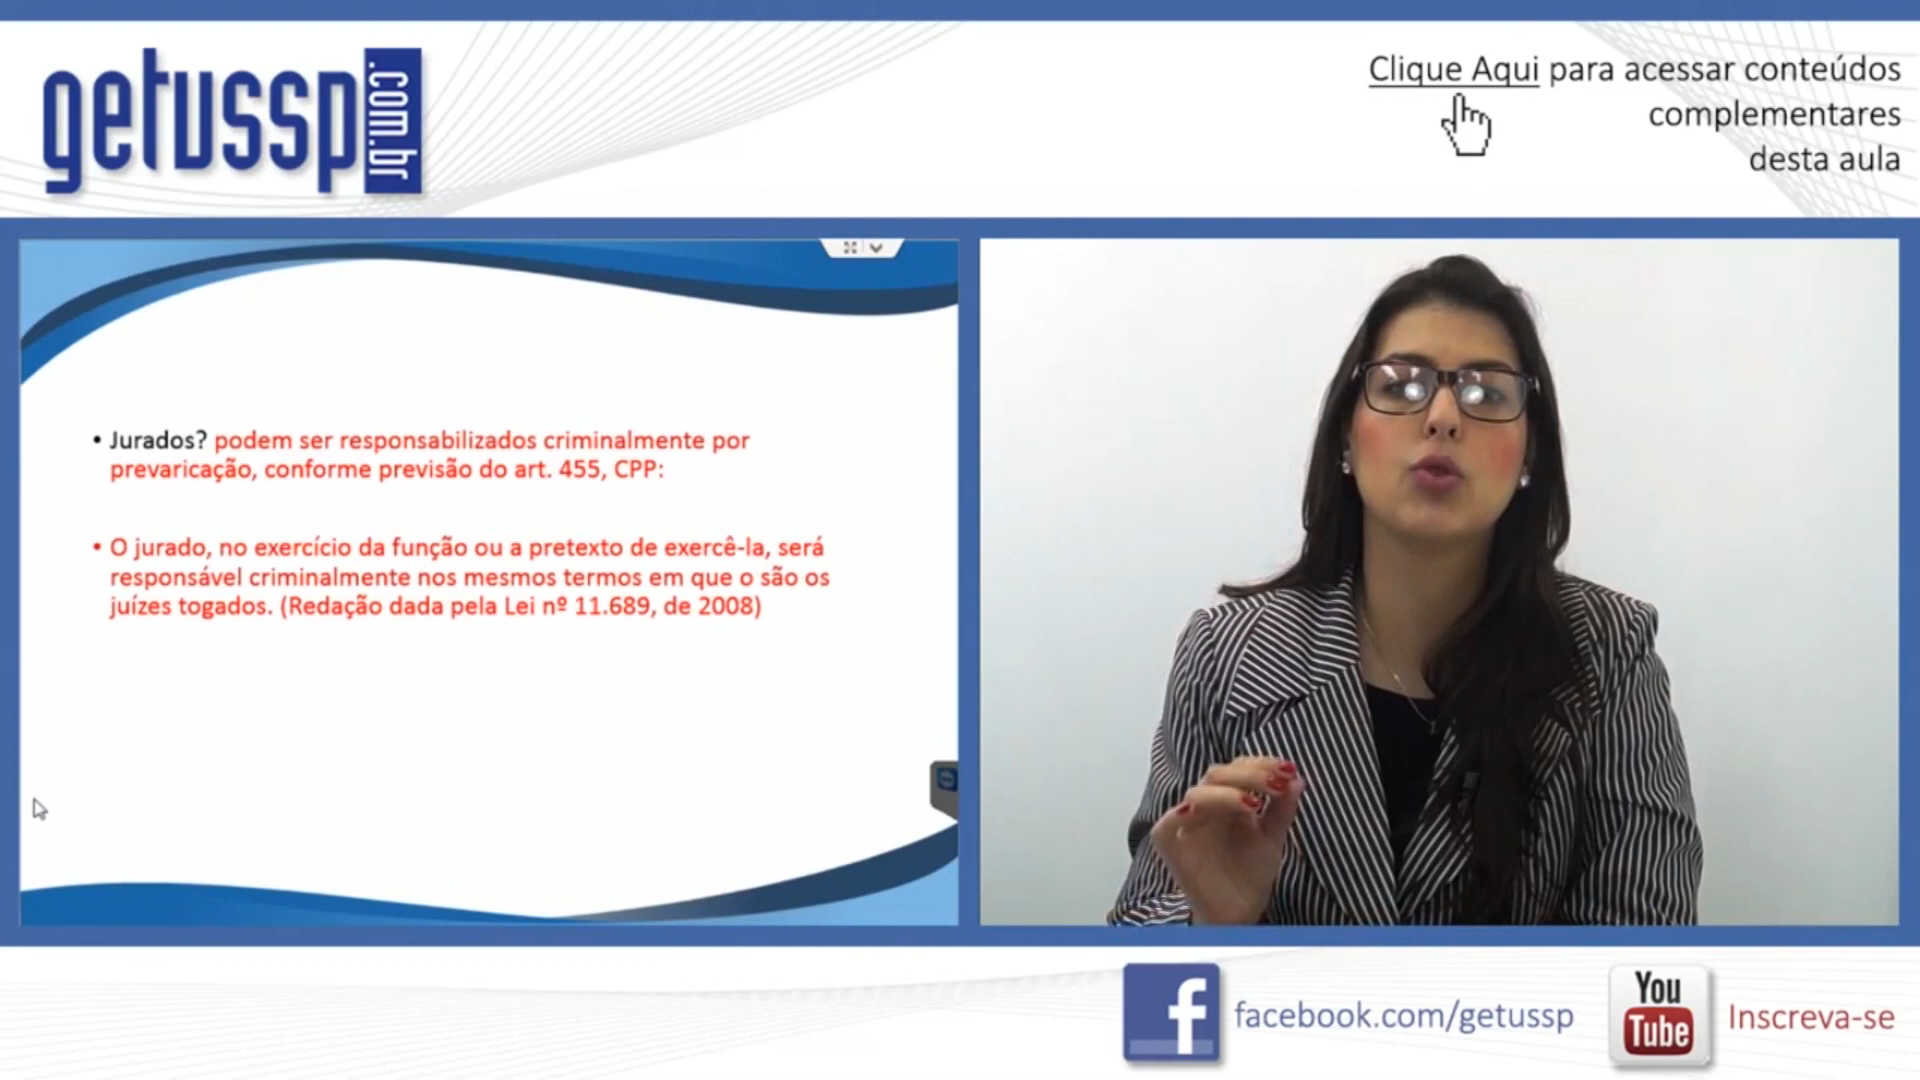 getussp.com.br
Clique Aqui para acessar conteúdos
complementares
desta aula
• Jurados? podem ser responsabilizados criminalmente por
prevaricação, conforme previsão do art. 455, CPP:
• O jurado, no exercício da função ou a pretexto de exercê-la, será
responsável criminalmente nos mesmos termos em que o são os
juízes togados. (Redação dada pela Lei nº 11.689, de 2008)
f
facebook.com/getussp
You
Tube
Inscreva-se